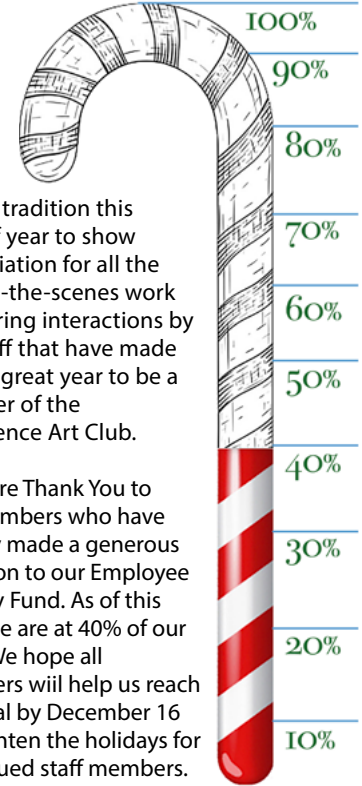 100%
90%
80%
70%
60%
50%
40%
30%
20%
10%
tradition this
year to show
iation for all the
-the-scenes work
ring interactions by
ff that have made
great year to be a
er of the
ence Art Club.
re Thank You to
mbers who have
made a generous
on to our Employee
y Fund. As of this
e are at 40% of our
We hope all
ers wiil help us reach
al by December 16
hten the holidays for
ued staff members.